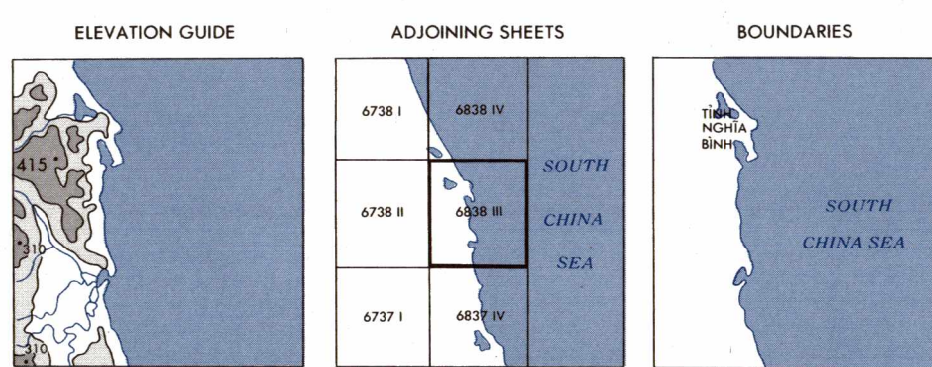 ELEVATION GUIDE
415
310
310
ADJOINING SHEETS
6738 I
6838 IV
6738 II
6838 III
6737 I
6837 IV
SOUTH
CHINA
SEA
BOUNDARIES
TỈNH
NGHĨA
BÌNH
SOUTH
CHINA SEA